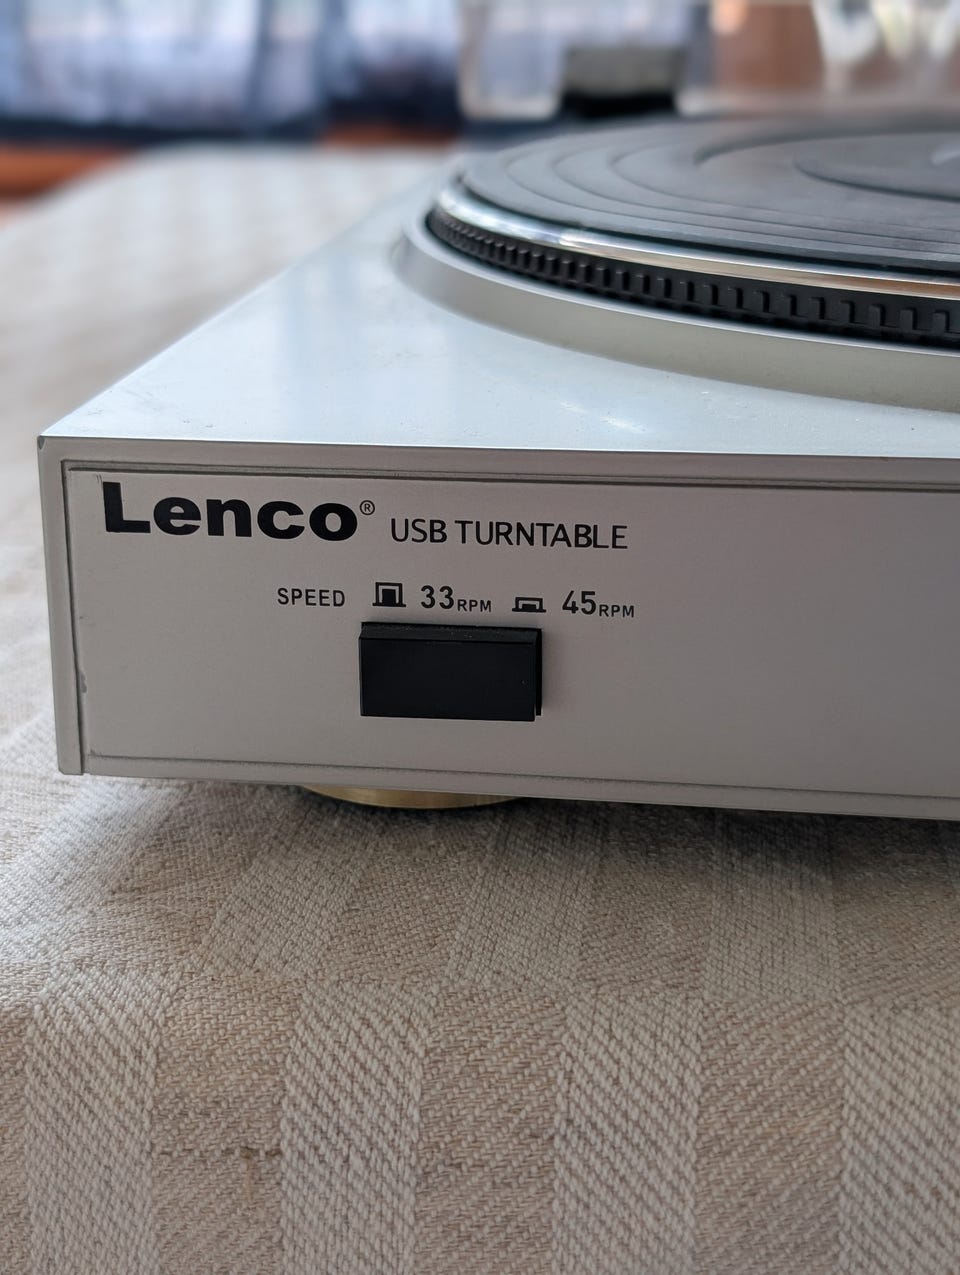 Lenco® USB TURNTABLE
SPEED 33RPM 45RPM